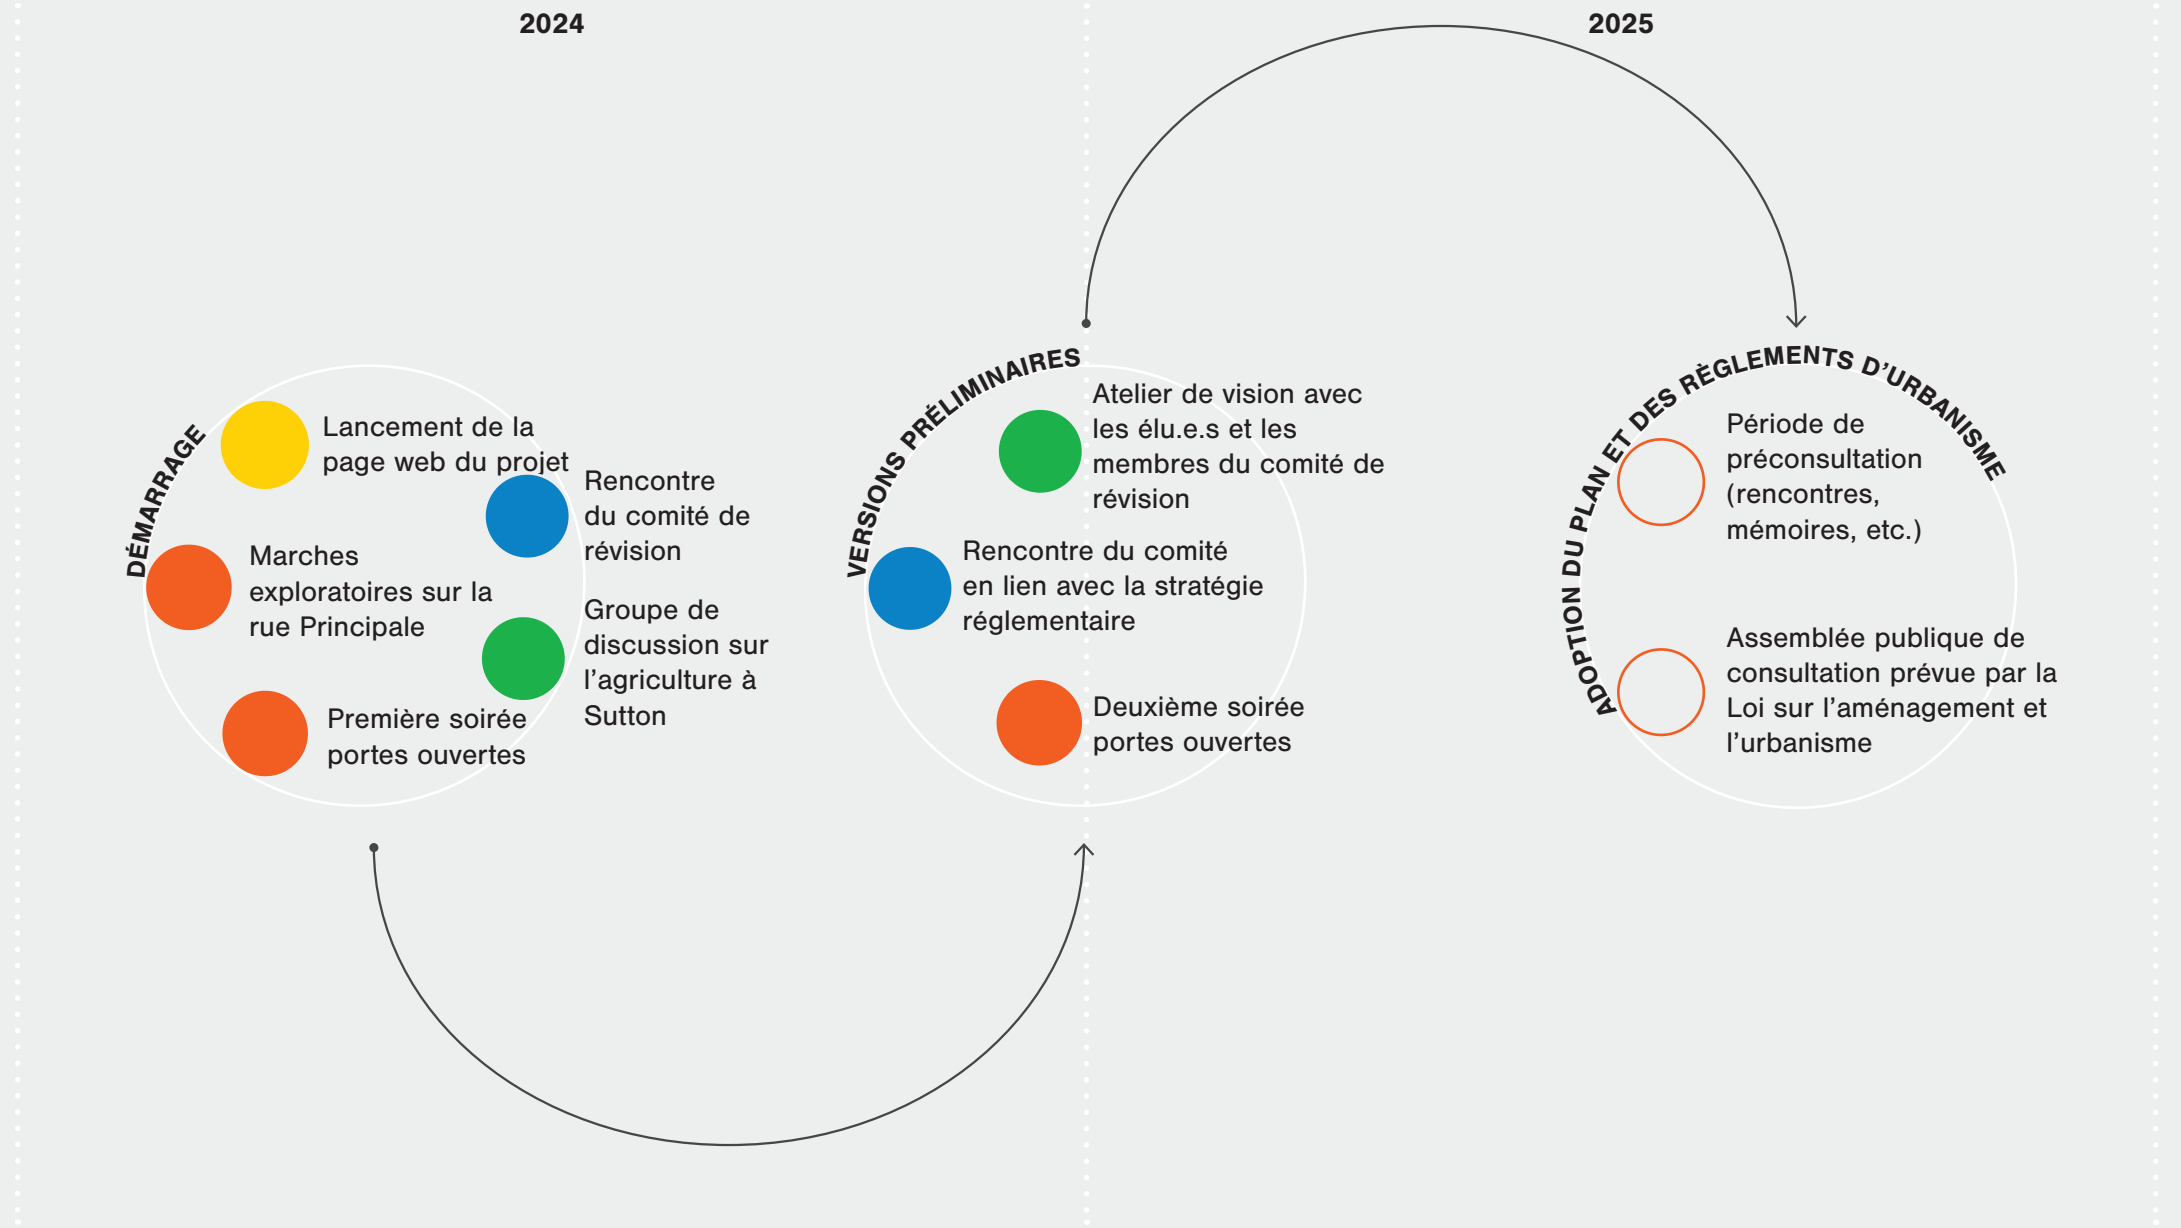 2024
2025
DÉMARRAGE
Lancement de la
page web du projet
Rencontre
du comité de
révision
Marches
exploratoires sur la
rue Principale
Groupe de
discussion sur
l'agriculture à
Sutton
Première soirée
portes ouvertes
VERSIONS PRÉLIMINAIRES
Atelier de vision avec
les élu.e.s et les
membres du comité de
révision
Rencontre du comité
en lien avec la stratégie
réglementaire
Deuxième soirée
portes ouvertes
ADOPTION DU PLAN ET DES RÈGLEMENTS D'URBANISME
Période de
préconsultation
(rencontres,
mémoires, etc.)
Assemblée publique de
consultation prévue par la
Loi sur l'aménagement et
l'urbanisme